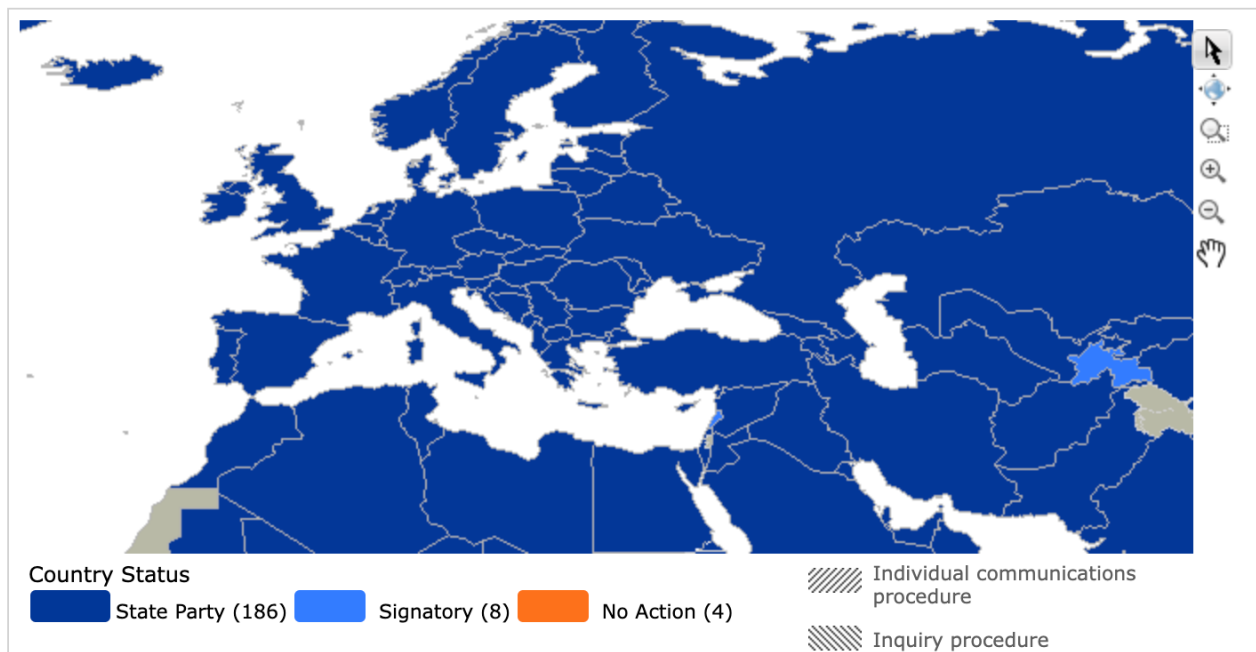 Country Status
State Party (186)
Signatory (8)
No Action (4)
Individual communications
procedure
Inquiry procedure